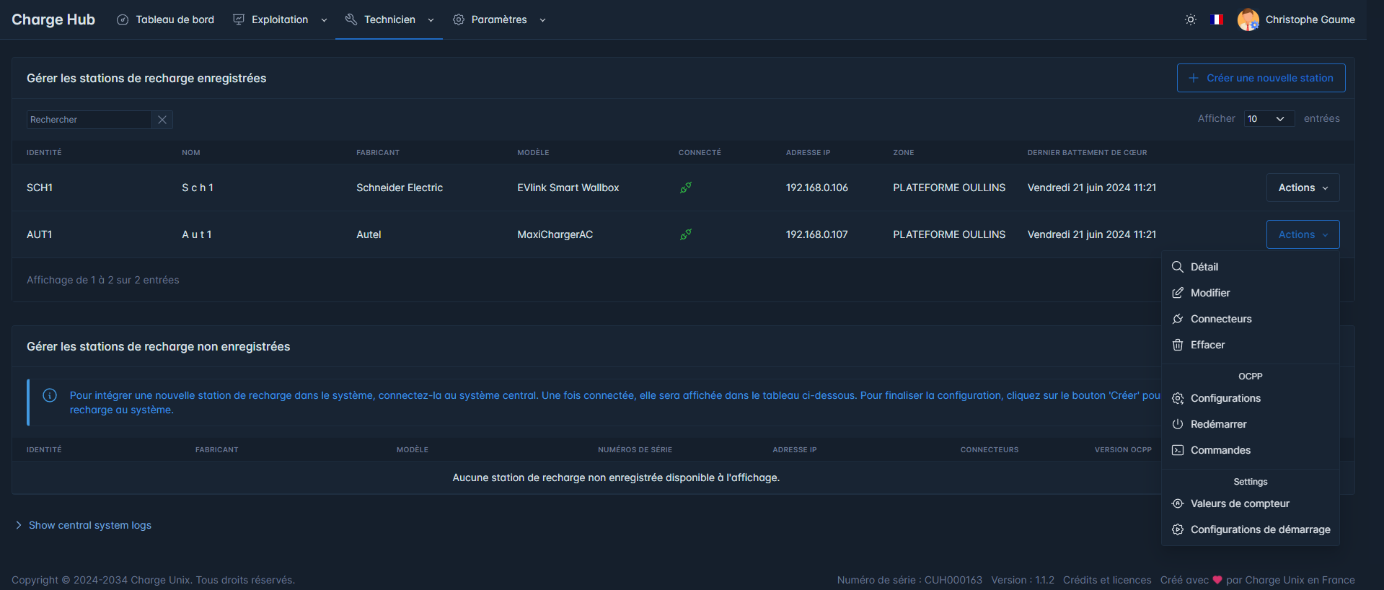 Charge Hub Tableau de bord Exploitation Technicien Paramètres Christophe Gaume
Gérer les stations de recharge enregistrées
Créer une nouvelle station
Rechercher
Afficher 10 entrées
IDENTITÉ NOM FABRICANT MODÈLE CONNECTÉ ADRESSE IP ZONE DERNIER BATTEMENT DE CŒUR
SCH1 S c h 1 Schneider Electric EVlink Smart Wallbox 192.168.0.106 PLATEFORME OULLINS Vendredi 21 juin 2024 11:21 Actions
AUT1 A u t 1 Autel MaxiChargerAC 192.168.0.107 PLATEFORME OULLINS Vendredi 21 juin 2024 11:21 Actions
Affichage de 1 à 2 sur 2 entrées
Détail
Modifier
Connecteurs
Effacer
OCPP
Configurations
Redémarrer
Commandes
Settings
Valeurs de compteur
Configurations de démarrage
Gérer les stations de recharge non enregistrées
Pour intégrer une nouvelle station de recharge dans le système, connectez-la au système central. Une fois connectée, elle sera affichée dans le tableau ci-dessous. Pour finaliser la configuration, cliquez sur le bouton 'Créer' pou
recharge au système.
IDENTITÉ FABRICANT MODÈLE NUMÉROS DE SÉRIE ADRESSE IP CONNECTEURS VERSION OCPP
Aucune station de recharge non enregistrée disponible à l'affichage.
Show central system logs
Copyright © 2024-2034 Charge Unix. Tous droits réservés. Numéro de série : CUH000163 Version : 1.1.2 Crédits et licences Créé avec ❤ par Charge Unix en France